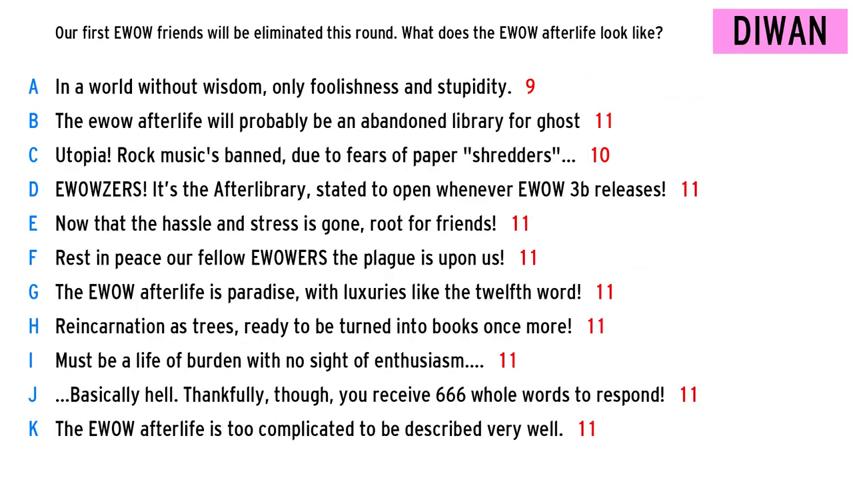 Our first EWOW friends will be eliminated this round. What does the EWOW afterlife look like?
DIWAN
A In a world without wisdom, only foolishness and stupidity. 9
B The ewow afterlife will probably be an abandoned library for ghost 11
C Utopia! Rock music's banned, due to fears of paper "shredders"... 10
D EWOWZERS! It's the Afterlibrary, stated to open whenever EWOW 3b releases! 11
E Now that the hassle and stress is gone, root for friends! 11
F Rest in peace our fellow EWOWERS the plague is upon us! 11
G The EWOW afterlife is paradise, with luxuries like the twelfth word! 11
H Reincarnation as trees, ready to be turned into books once more! 11
I Must be a life of burden with no sight of enthusiasm.... 11
J ...Basically hell. Thankfully, though, you receive 666 whole words to respond! 11
K The EWOW afterlife is too complicated to be described very well. 11